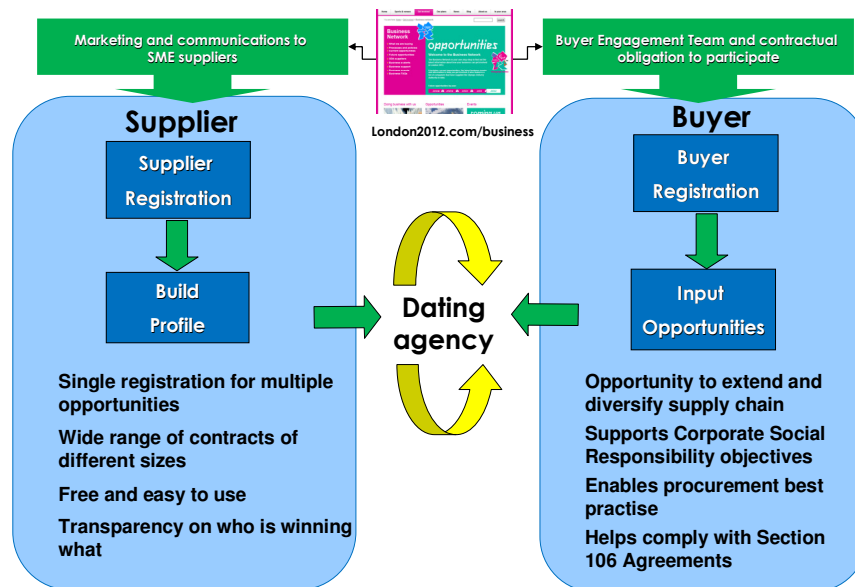 Marketing and communications to
SME suppliers
Business
Network
opportunities
London2012.com/business
Buyer Engagement Team and contractual
obligation to participate
Supplier
Supplier
Registration
Build
Profile
Single registration for multiple
opportunities
Wide range of contracts of
different sizes
Free and easy to use
Transparency on who is winning
what
Dating
agency
Buyer
Buyer
Registration
Input
Opportunities
Opportunity to extend and
diversify supply chain
Supports Corporate Social
Responsibility objectives
Enables procurement best
practise
Helps comply with Section
106 Agreements